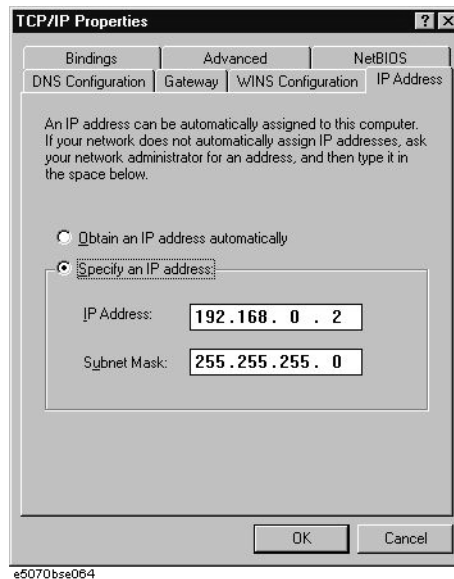 TCP/IP Properties
? X
Bindings Advanced NetBIOS
DNS Configuration Gateway WINS Configuration IP Address
An IP address can be automatically assigned to this computer.
If your network does not automatically assign IP addresses, ask
your network administrator for an address, and then type it in
the space below.
Obtain an IP address automatically
Specify an IP address:
IP Address: 192.168. 0 . 2
Subnet Mask: 255.255.255. 0
OK Cancel
e5070bse064